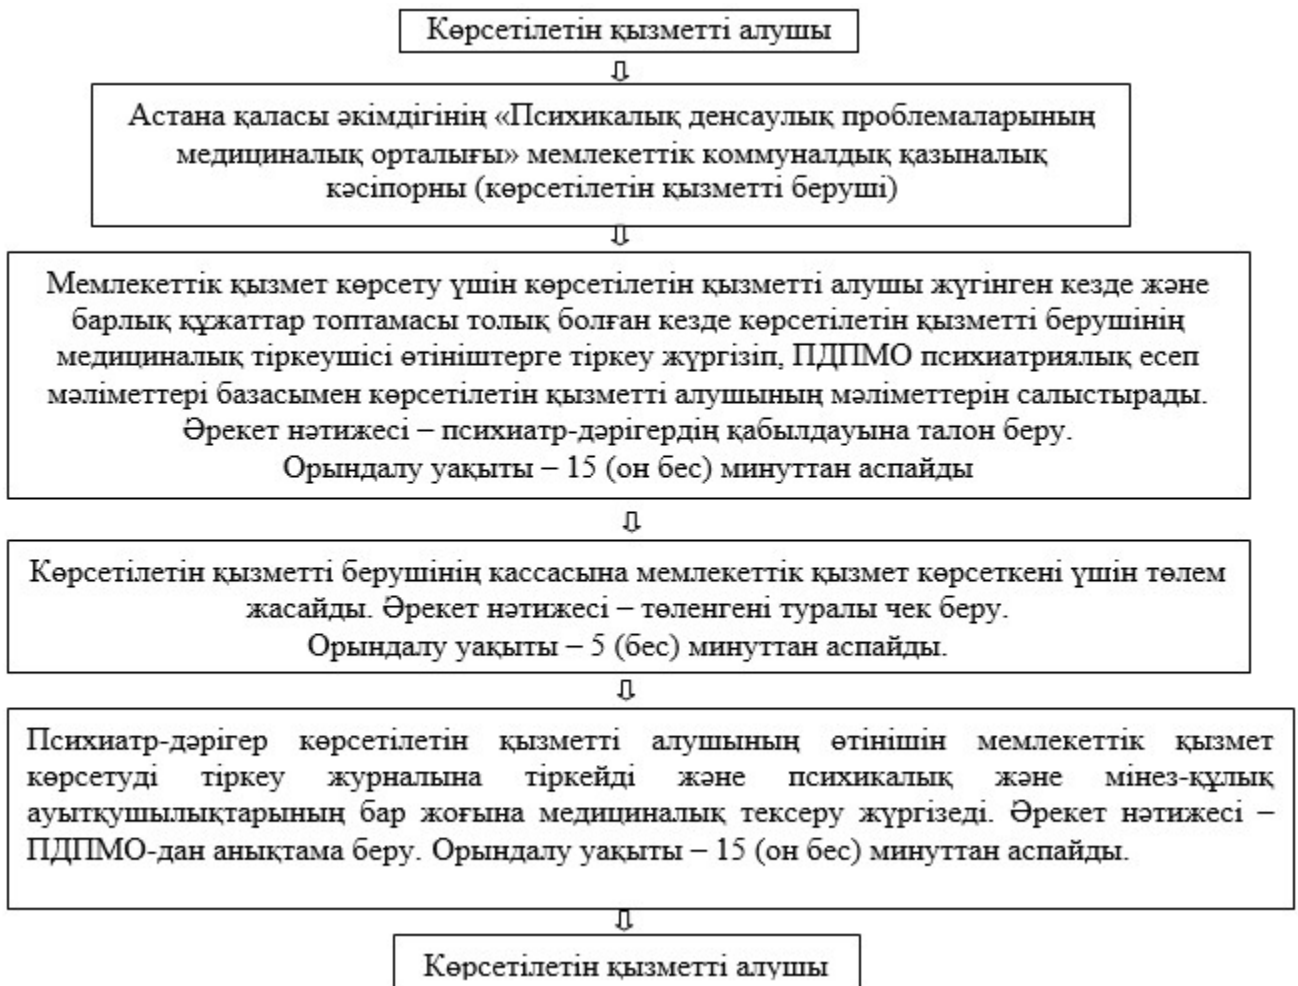 Көрсетілетін қызметті алушы
⇩
Астана қаласы әкімдігінің «Психикалық денсаулық проблемаларының
медициналық орталығы» мемлекеттік коммуналдық қазыналық
кәсіпорны (көрсетілетін қызметті беруші)
⇩
Мемлекеттік қызмет көрсету үшін көрсетілетін қызметті алушы жүгінген кезде және
барлық құжаттар топтамасы толық болған кезде көрсетілетін қызметті берушінің
медициналық тіркеушісі өтініштерге тіркеу жүргізіп, ПДПМО психиатриялық есеп
мәліметтері базасымен көрсетілетін қызметті алушының мәліметтерін салыстырады.
Әрекет нәтижесі – психиатр-дәрігердің қабылдауына талон беру.
Орындалу уақыты – 15 (он бес) минуттан аспайды
⇩
Көрсетілетін қызметті берушінің кассасына мемлекеттік қызмет көрсеткені үшін төлем
жасайды. Әрекет нәтижесі – төленгені туралы чек беру.
Орындалу уақыты – 5 (бес) минуттан аспайды.
⇩
Психиатр-дәрігер көрсетілетін қызметті алушының өтінішін мемлекеттік қызмет
көрсетуді тіркеу журналына тіркейді және психикалық және мінез-құлық
ауытқушылықтарының бар жоғына медициналық тексеру жүргізеді. Әрекет нәтижесі –
ПДПМО-дан анықтама беру. Орындалу уақыты – 15 (он бес) минуттан аспайды.
⇩
Көрсетілетін қызметті алушы